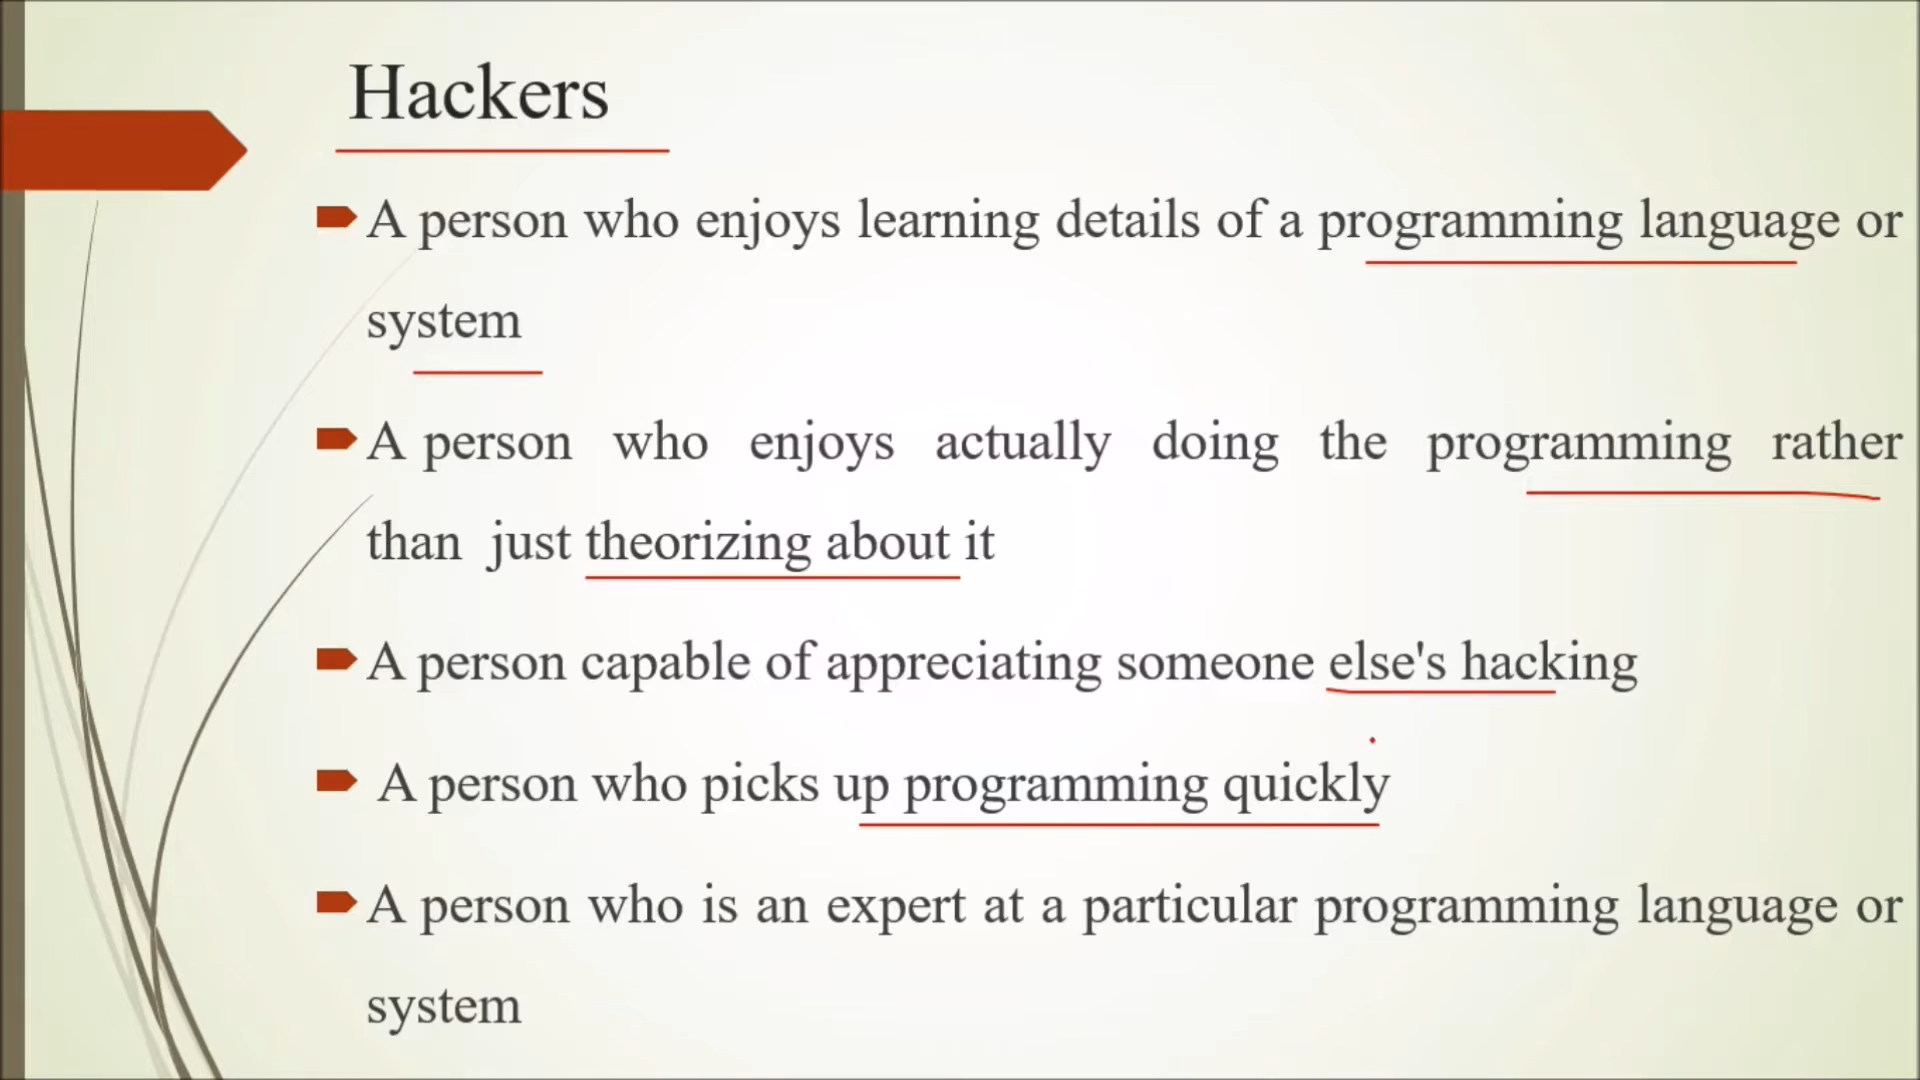 Hackers
A person who enjoys learning details of a programming language or
system
A person who enjoys actually doing the programming rather
than just theorizing about it
A person capable of appreciating someone else's hacking
A person who picks up programming quickly
A person who is an expert at a particular programming language or
system